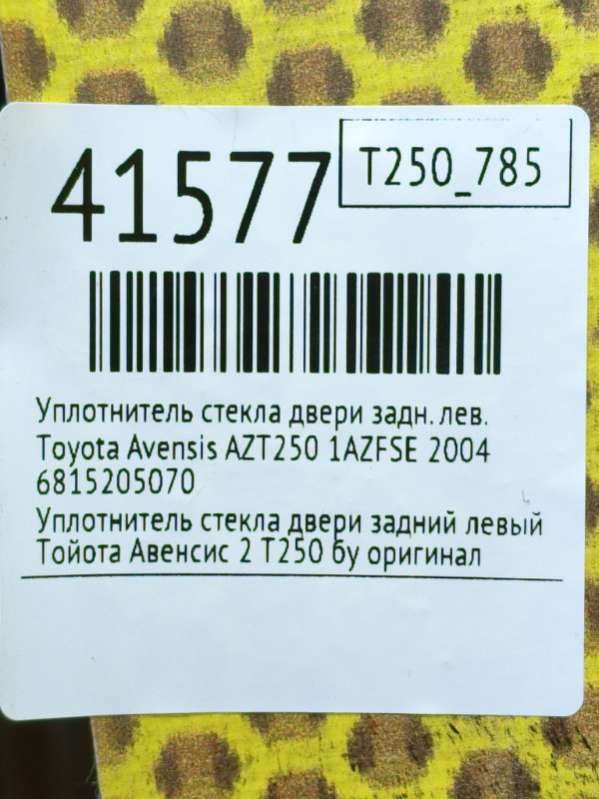 41577
T250_785
Уплотнитель стекла двери задн. лев.
Toyota Avensis AZT250 1AZFSE 2004
6815205070
Уплотнитель стекла двери задний левый
Тойота Авенсис 2 Т250 бу оригинал